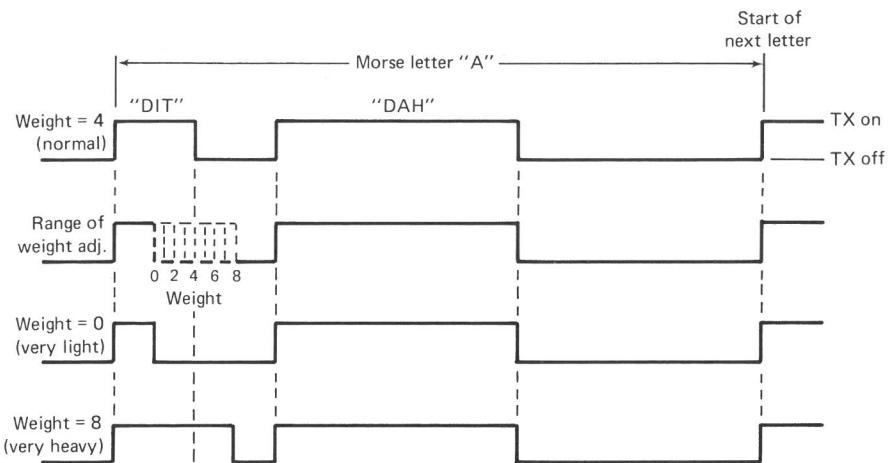 Start of
next letter
Morse letter "A"
"DIT"
"DAH"
Weight = 4
(normal)
TX on
TX off
Range of
weight adj.
0 2 4 6 8
Weight
Weight = 0
(very light)
Weight = 8
(very heavy)